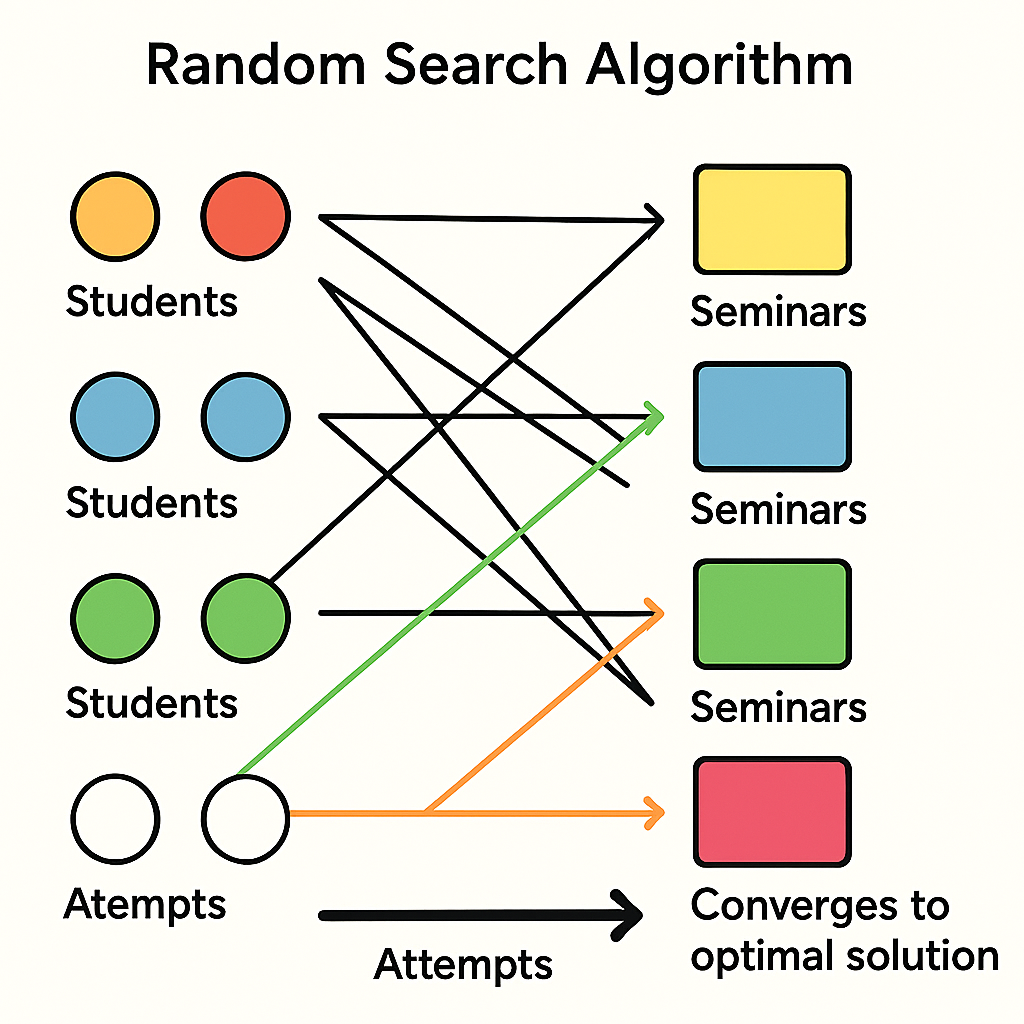 Random Search Algorithm
Students
Seminars
Students
Seminars
Students
Seminars
Atempts
Attempts
Converges to
optimal solution